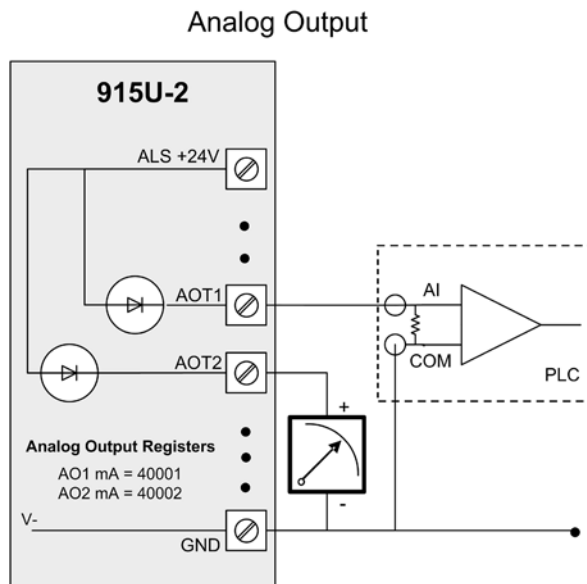 Analog Output
915U-2
ALS +24V
AOT1
AI
COM
PLC
AOT2
+
Analog Output Registers
AO1 mA = 40001
AO2 mA = 40002
-
V-
GND